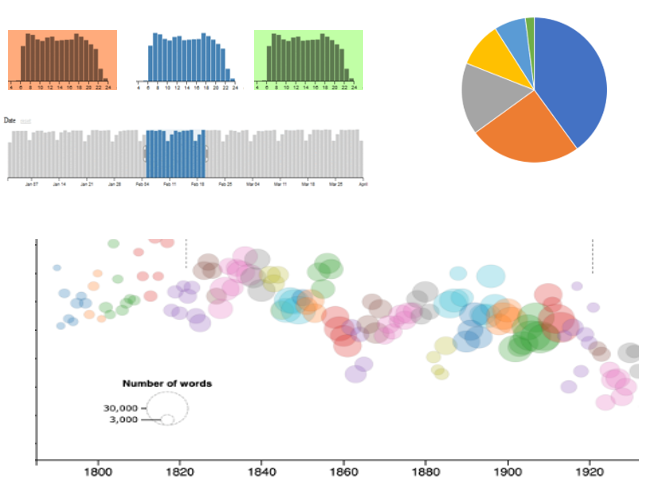 4 6 8 10 12 14 16 18 20 22 24
4 6 8 10 12 14 16 18 20 22 24
4 6 8 10 12 14 16 18 20 22 24
Date
Jan 07 Jan 14 Jan 21 Jan 28 Feb 04 Feb 11 Feb 18 Feb 25 Mar 04 Mar 11 Mar 18 Mar 25 April
Number of words
30,000
3,000
1800 1820 1840 1860 1880 1900 1920